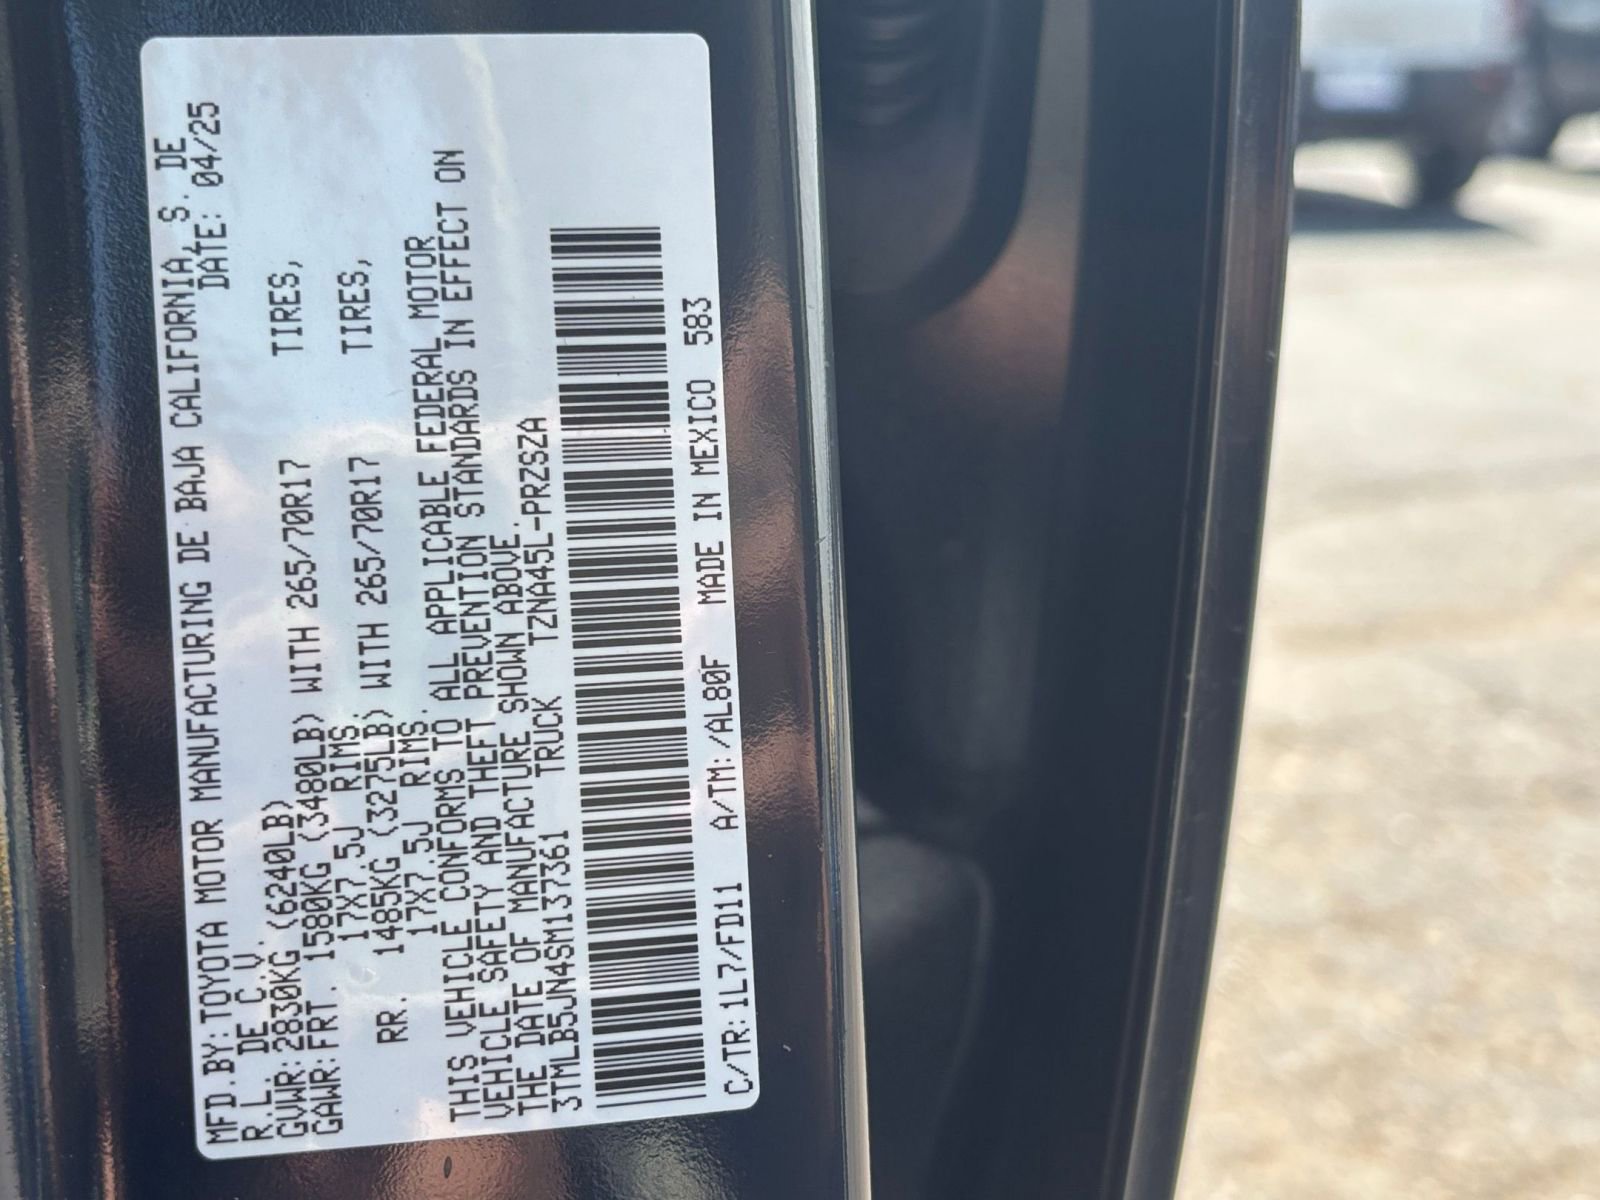 MFD.BY:TOYOTA MOTOR MANUFACTURING DE BAJA CALIFORNIA, S. DE
R.L. DE C.V. DATE: 04/25
GVWR:2830KG (6240LB)
GAWR:FRT. 1580KG (3480LB) WITH 265/70R17 TIRES,
17X7.5J RIMS.
RR. 1485KG (3275LB) WITH 265/70R17 TIRES,
17X7.5J RIMS.
THIS VEHICLE CONFORMS TO ALL APPLICABLE FEDERAL MOTOR
VEHICLE SAFETY AND THEFT PREVENTION STANDARDS IN EFFECT ON
THE DATE OF MANUFACTURE SHOWN ABOVE.
3TMLB5JN4SM137361 TRUCK TZNA45L-PRZSZA
C/TR:1L7/FD11 A/TM:/AL80F MADE IN MEXICO 583